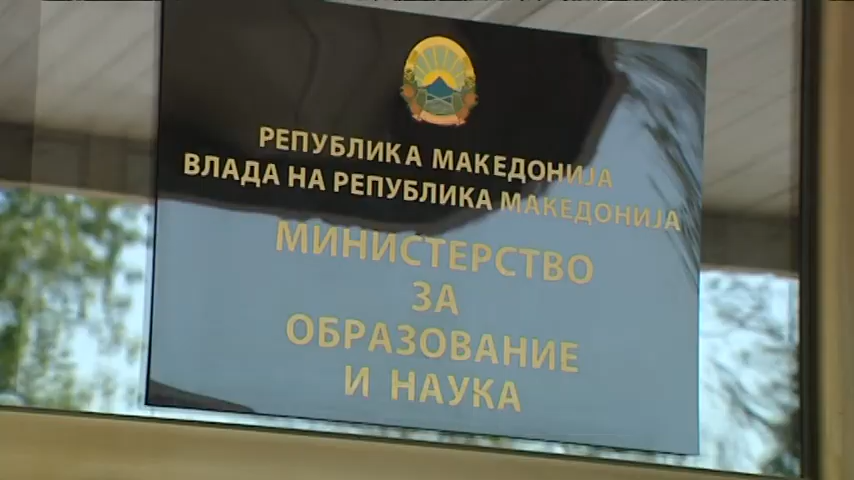 РЕПУБЛИКА МАКЕДОНИЈА
ВЛАДА НА РЕПУБЛИКА МАКЕДОНИЈА
МИНИСТЕРСТВО
ЗА
ОБРАЗОВАНИЕ
И НАУКА